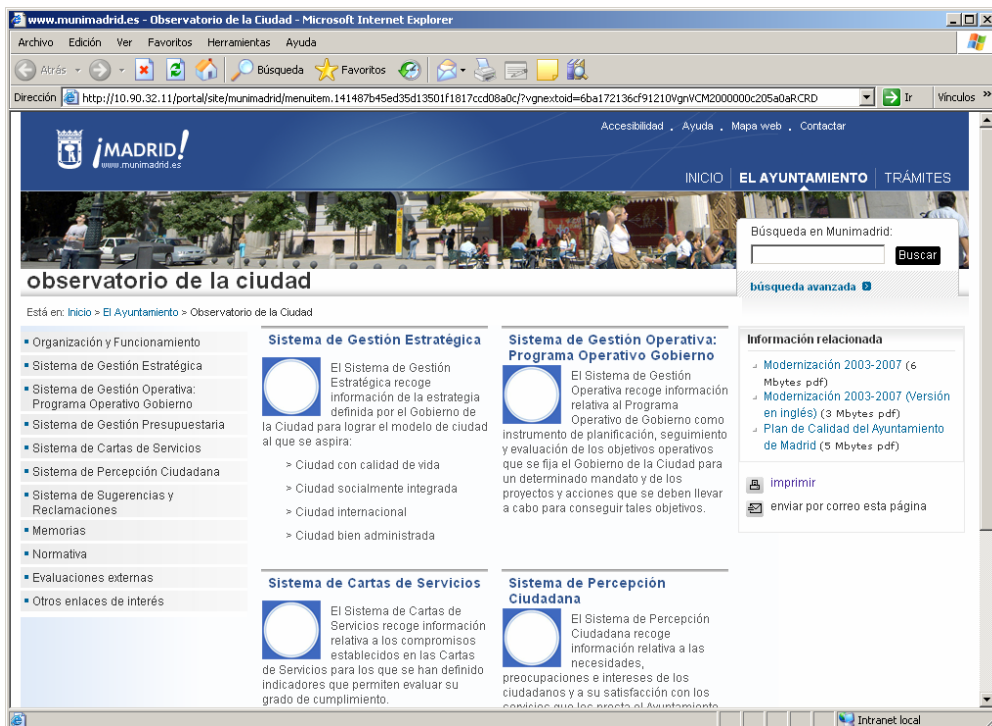 www.munimadrid.es - Observatorio de la Ciudad - Microsoft Internet Explorer
Archivo Edición Ver Favoritos Herramientas Ayuda
Atrás Búsqueda Favoritos
Dirección http://10.90.32.11/portal/site/munimadrid/menuitem.141487b45ed35d13501f1817ccd08a0c/?vgnextoid=6ba172136cf91210VgnVCM2000000c205a0aRCRD Ir Vínculos »
Accesibilidad . Ayuda . Mapa web . Contactar
¡MADRID!
www.munimadrid.es
INICIO | EL AYUNTAMIENTO | TRÁMITES
Búsqueda en Munimadrid:
Buscar
búsqueda avanzada
observatorio de la ciudad
Está en: Inicio > El Ayuntamiento > Observatorio de la Ciudad
Organización y Funcionamiento
Sistema de Gestión Estratégica
Sistema de Gestión Operativa:
Programa Operativo Gobierno
Sistema de Gestión Presupuestaria
Sistema de Cartas de Servicios
Sistema de Percepción Ciudadana
Sistema de Sugerencias y
Reclamaciones
Memorias
Normativa
Evaluaciones externas
Otros enlaces de interés
Sistema de Gestión Estratégica
El Sistema de Gestión
Estratégica recoge
información de la estrategia
definida por el Gobierno de
la Ciudad para lograr el modelo de ciudad
al que se aspira:
> Ciudad con calidad de vida
> Ciudad socialmente integrada
> Ciudad internacional
> Ciudad bien administrada
Sistema de Gestión Operativa:
Programa Operativo Gobierno
El Sistema de Gestión
Operativa recoge información
relativa al Programa
Operativo de Gobierno como
instrumento de planificación, seguimiento
y evaluación de los objetivos operativos
que se fija el Gobierno de la Ciudad para
un determinado mandato y de los
proyectos y acciones que se deben llevar
a cabo para conseguir tales objetivos.
Sistema de Cartas de Servicios
El Sistema de Cartas de
Servicios recoge información
relativa a los compromisos
establecidos en las Cartas
de Servicios para los que se han definido
indicadores que permiten evaluar su
grado de cumplimiento.
Sistema de Percepción
Ciudadana
El Sistema de Percepción
Ciudadana recoge
información relativa a las
necesidades,
preocupaciones e intereses de los
ciudadanos y a su satisfacción con los
servicios que les presta el Ayuntamiento
Información relacionada
Modernización 2003-2007 (6
Mbytes pdf)
Modernización 2003-2007 (Versión
en inglés) (3 Mbytes pdf)
Plan de Calidad del Ayuntamiento
de Madrid (5 Mbytes pdf)
imprimir
enviar por correo esta página
Intranet local